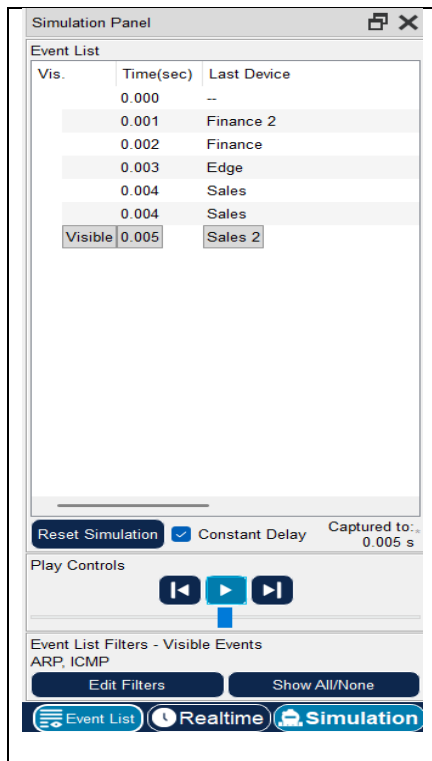 Simulation Panel
Event List
Vis. Time(sec) Last Device
0.000 --
0.001 Finance 2
0.002 Finance
0.003 Edge
0.004 Sales
0.004 Sales
Visible 0.005 Sales 2
Reset Simulation Constant Delay Captured to:
0.005 s
Play Controls
Event List Filters - Visible Events
ARP, ICMP
Edit Filters Show All/None
Event List Realtime Simulation